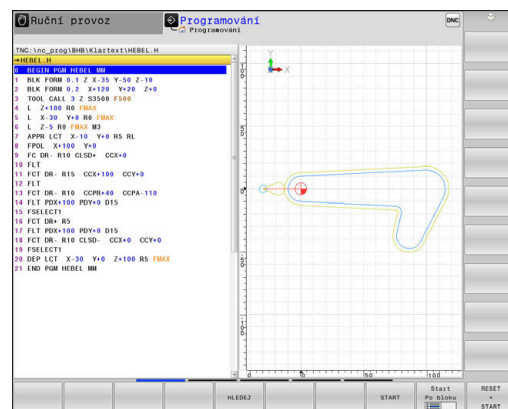 Ruční provoz
Programování
Programování
DNC
TNC:\nc_prog\BHB\Klartext\HEBEL.H
→HEBEL.H
0 BEGIN PGM HEBEL MM
1 BLK FORM 0.1 Z X-35 Y-50 Z-10
2 BLK FORM 0.2 X+120 Y+20 Z+0
3 TOOL CALL 3 Z S3500 F500
4 L Z+100 R0 FMAX
5 L X-30 Y+0 R0 FMAX
6 L Z-5 R0 FMAX M3
7 APPR LCT X-10 Y+0 R5 RL
8 FPOL X+100 Y+0
9 FC DR- R10 CLSD+ CCX+0
10 FLT
11 FCT DR- R15 CCX+100 CCY+0
12 FLT
13 FCT DR- R10 CCPR+40 CCPA-110
14 FLT PDX+100 PDY+0 D15
15 FSELECT1
16 FCT DR+ R5
17 FLT PDX+100 PDY+0 D15
18 FCT DR- R10 CLSD- CCX+0 CCY+0
19 FSELECT1
20 DEP LCT X-30 Y+0 Z+100 R5 FMAX
21 END PGM HEBEL MM
Y
X
0
50
100
HLEDEJ
START
Start
Po bloku
RESET
+
START